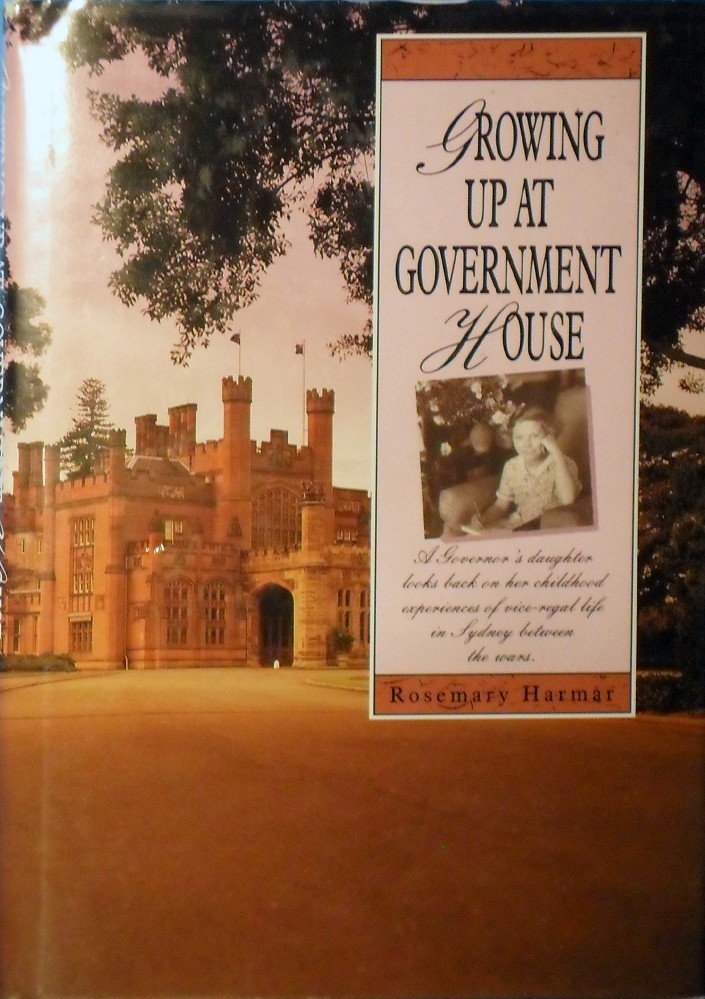 GROWING
UP AT
GOVERNMENT
HOUSE
A Governor's daughter
looks back on her childhood
experiences of vice-regal life
in Sydney between
the wars.
Rosemary Harmar